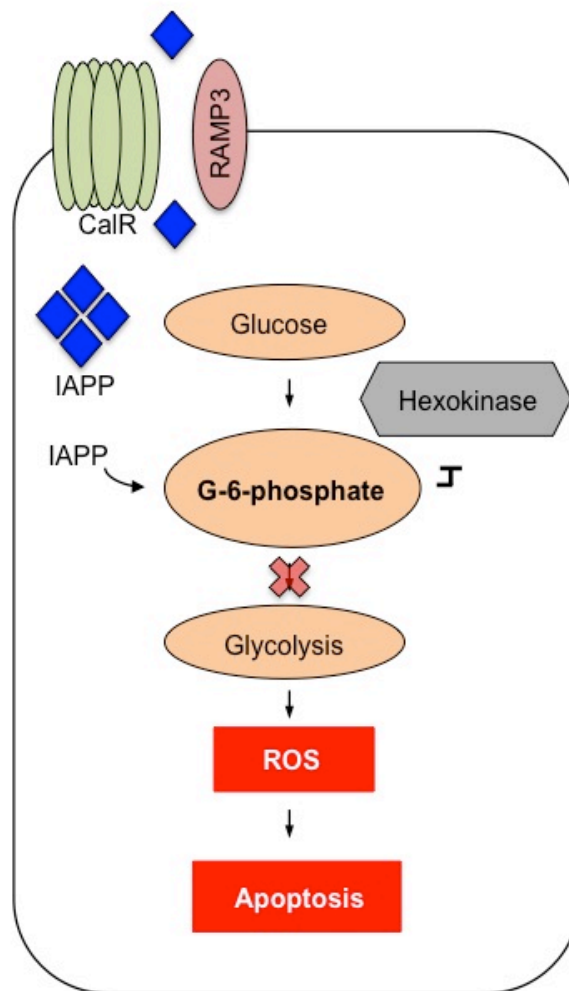 RAMP3
CalR
Glucose
IAPP
Hexokinase
IAPP
G-6-phosphate
Glycolysis
ROS
Apoptosis